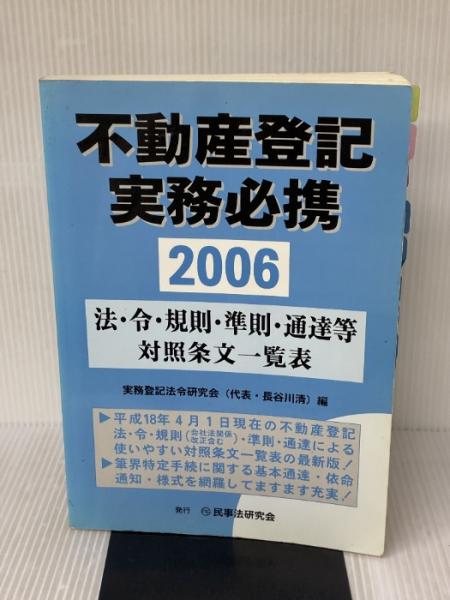 不動産登記
実務必携
2006
法・令・規則・準則・通達等
対照条文一覧表
実務登記法令研究会（代表・長谷川清）編
▶平成18年4月1日現在の不動産登記
法・令・規則（会社法関係改正含む）・準則・通達による
使いやすい対照条文一覧表の最新版！
▶筆界特定手続に関する基本通達・依命
通知・様式を網羅してますます充実！
発行 民事法研究会